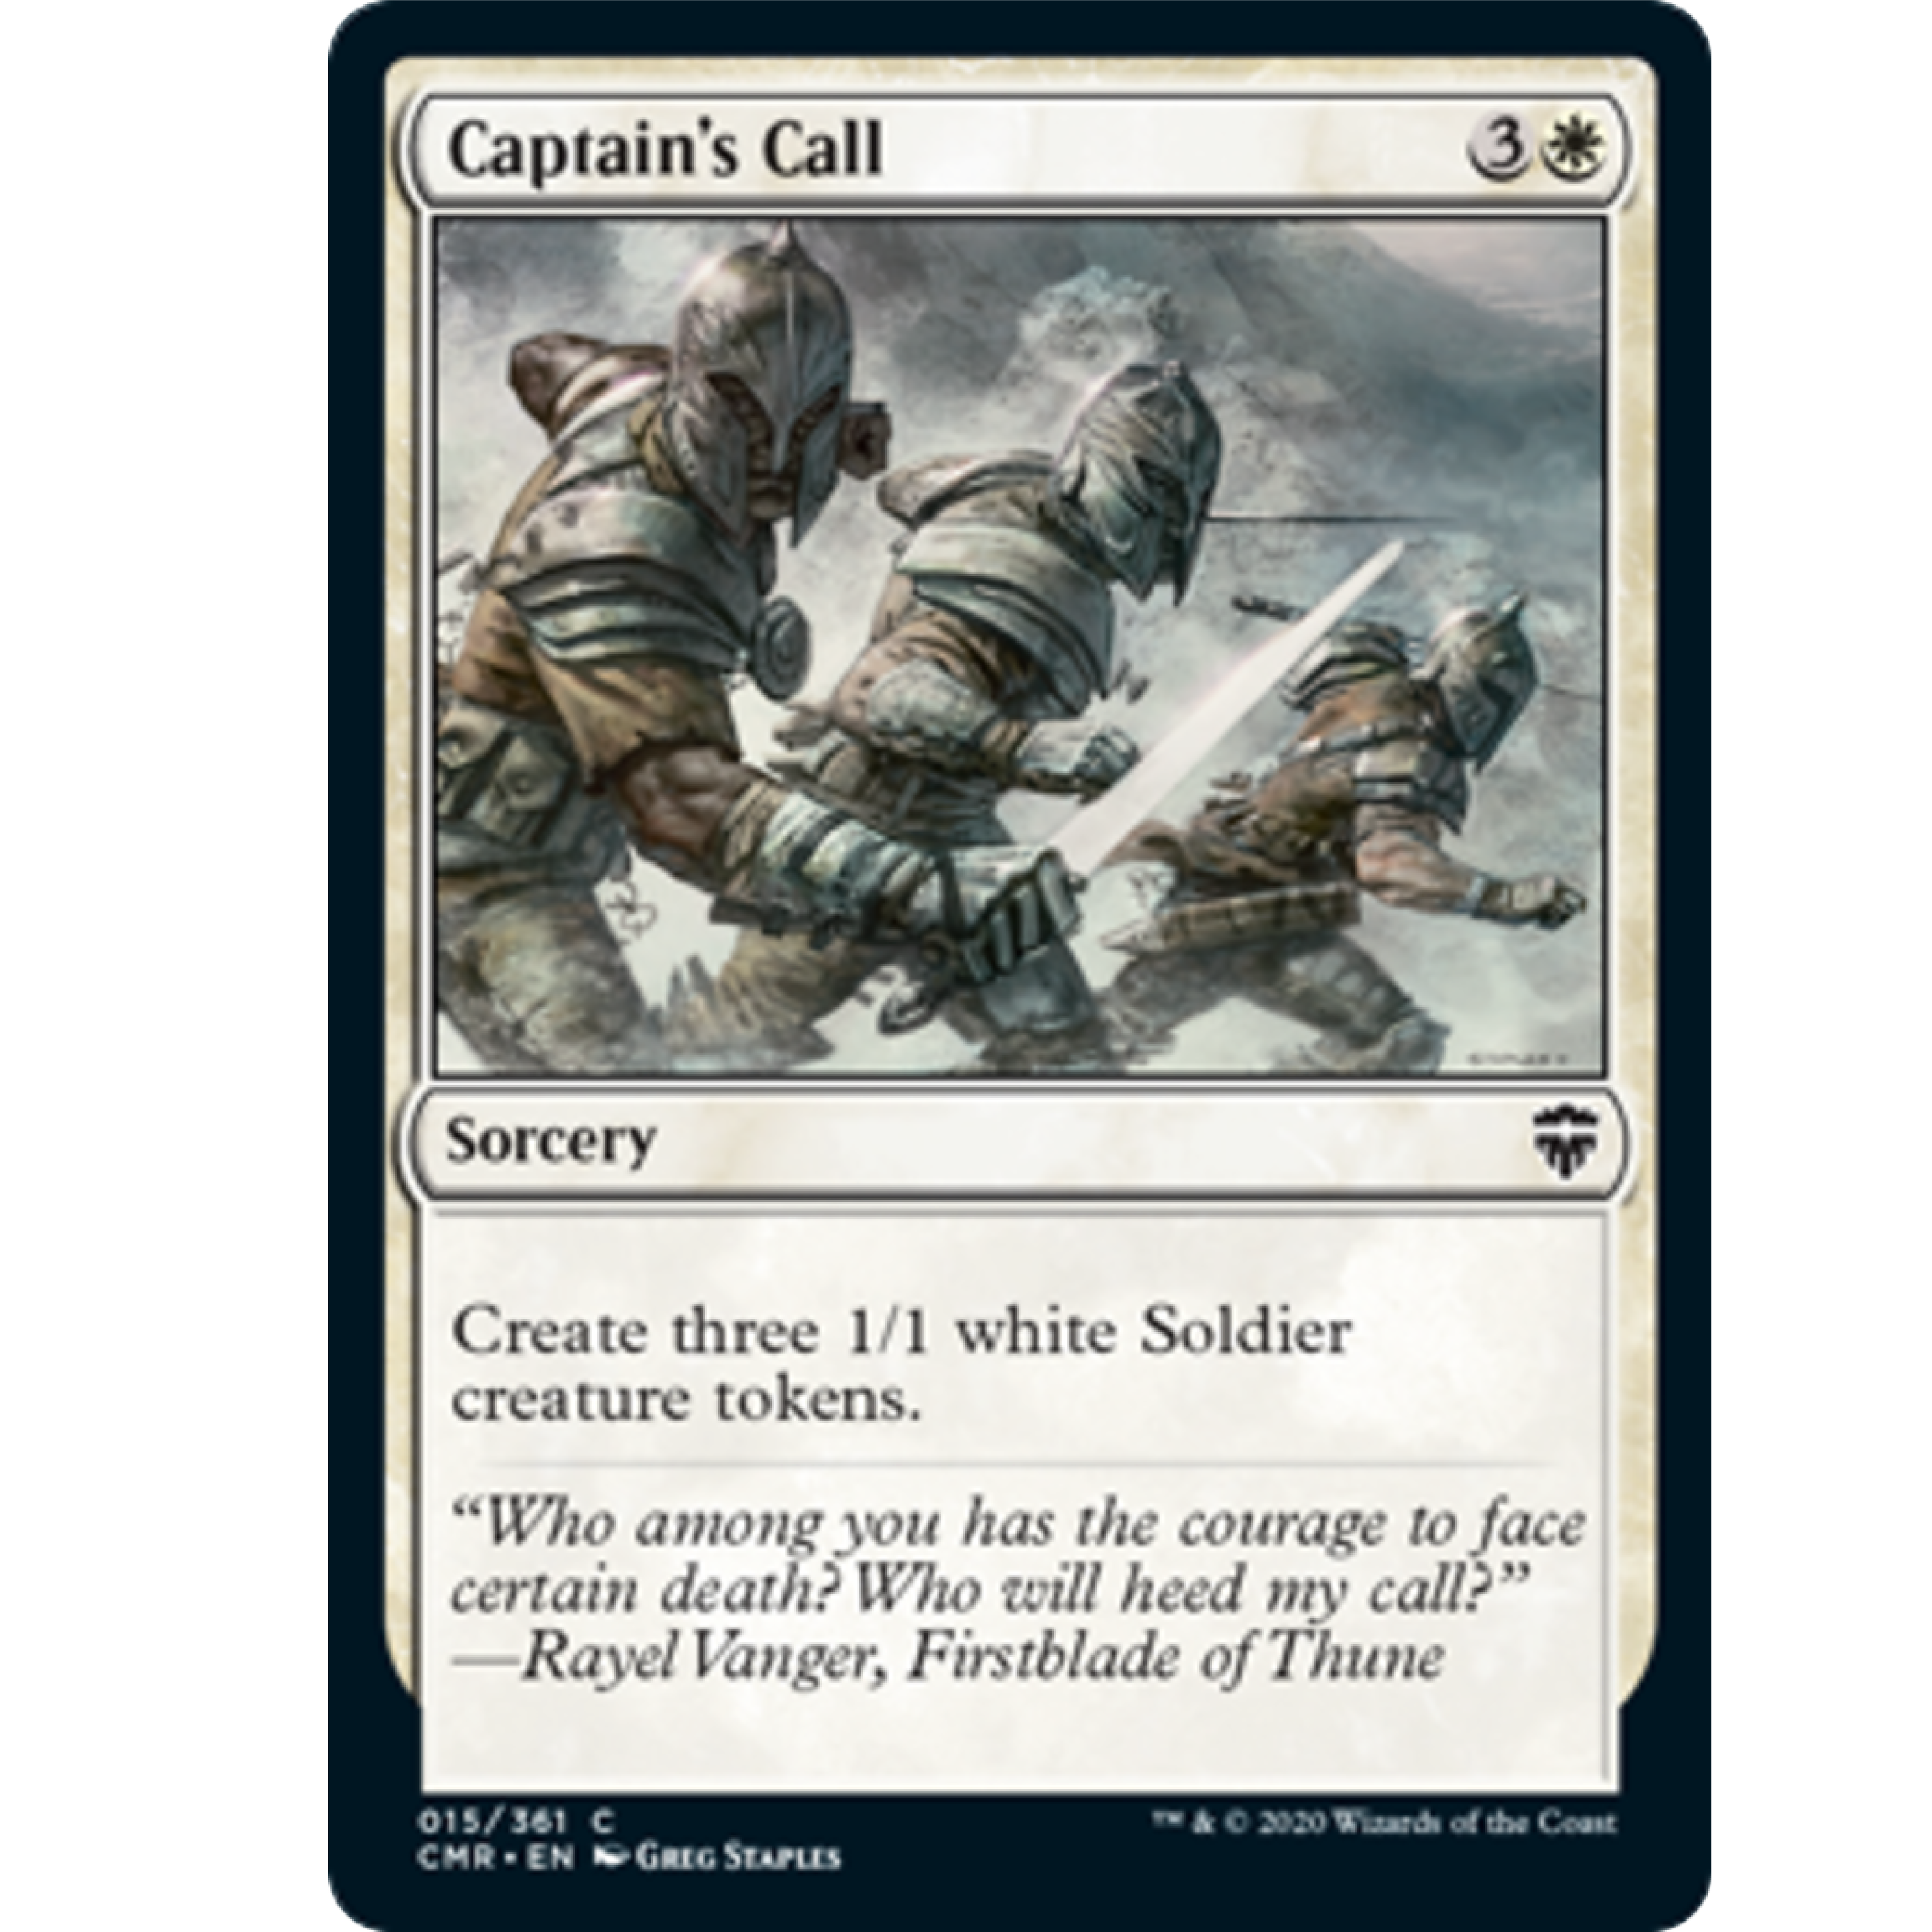 Captain's Call 3
Sorcery
Create three 1/1 white Soldier
creature tokens.
“Who among you has the courage to face
certain death? Who will heed my call?”
—Rayel Vanger, Firstblade of Thune
015/361 C
™ & © 2020 Wizards of the Coast
CMR • EN Greg Staples